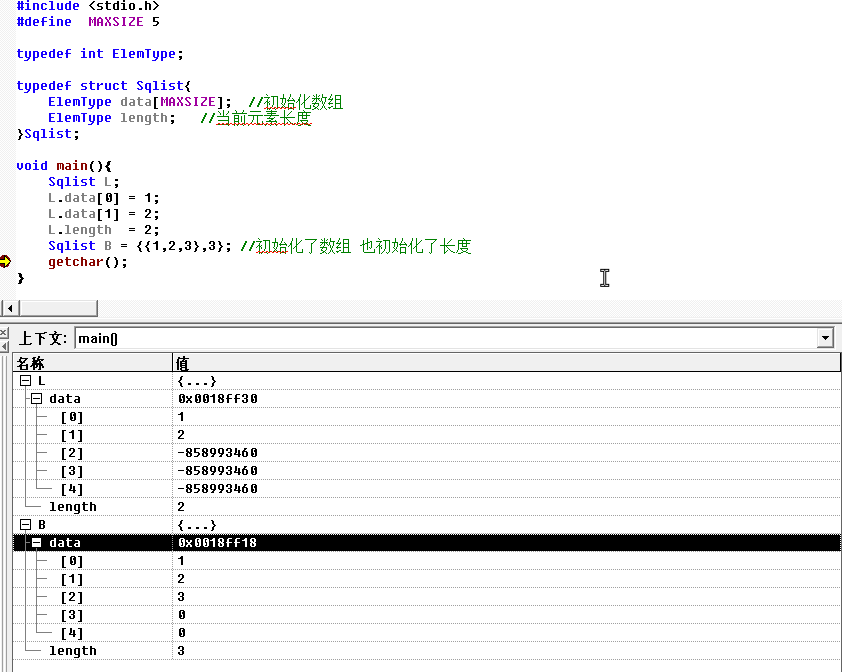 #include <stdio.h>
#define  MAXSIZE 5
typedef int ElemType;
typedef struct Sqlist{
    ElemType data[MAXSIZE];  //初始化数组
    ElemType length;   //当前元素长度
}Sqlist;
void main(){
    Sqlist L;
    L.data[0] = 1;
    L.data[1] = 2;
    L.length  = 2;
    Sqlist B = {{1,2,3},3}; //初始化了数组 也初始化了长度
    getchar();
}
上下文: main()
名称 值
L {...}
data 0x0018ff30
[0] 1
[1] 2
[2] -858993460
[3] -858993460
[4] -858993460
length 2
B {...}
data 0x0018ff18
[0] 1
[1] 2
[2] 3
[3] 0
[4] 0
length 3